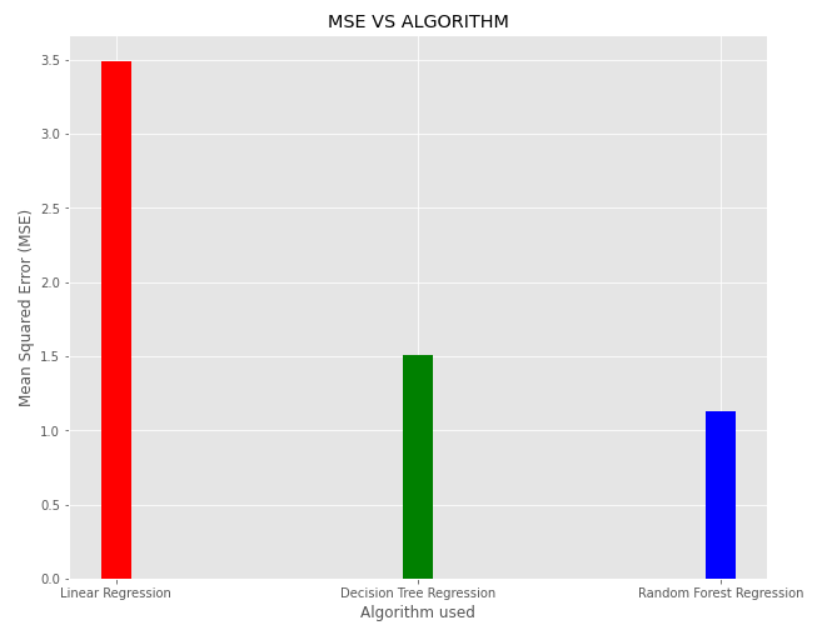 MSE VS ALGORITHM
3.5
3.0
2.5
2.0
1.5
1.0
0.5
0.0
Mean Squared Error (MSE)
Linear Regression Decision Tree Regression Random Forest Regression
Algorithm used